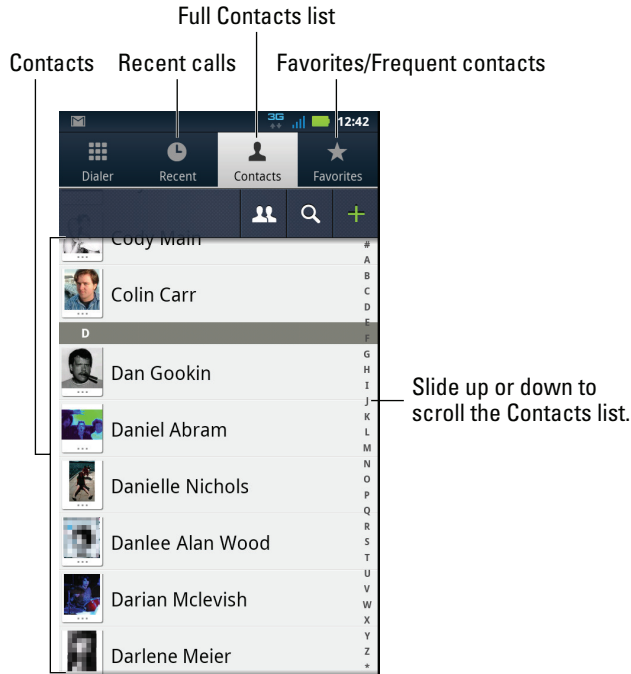 Full Contacts list
Contacts Recent calls Favorites/Frequent contacts
3G 12:42
Dialer Recent Contacts Favorites
Cody Main
Colin Carr
D
Dan Gookin
Daniel Abram
Danielle Nichols
Danlee Alan Wood
Darian Mclevish
Darlene Meier
#
A
B
C
D
E
F
G
H
I
J
K
L
M
N
O
P
Q
R
S
T
U
V
W
X
Y
Z
*
Slide up or down to
scroll the Contacts list.